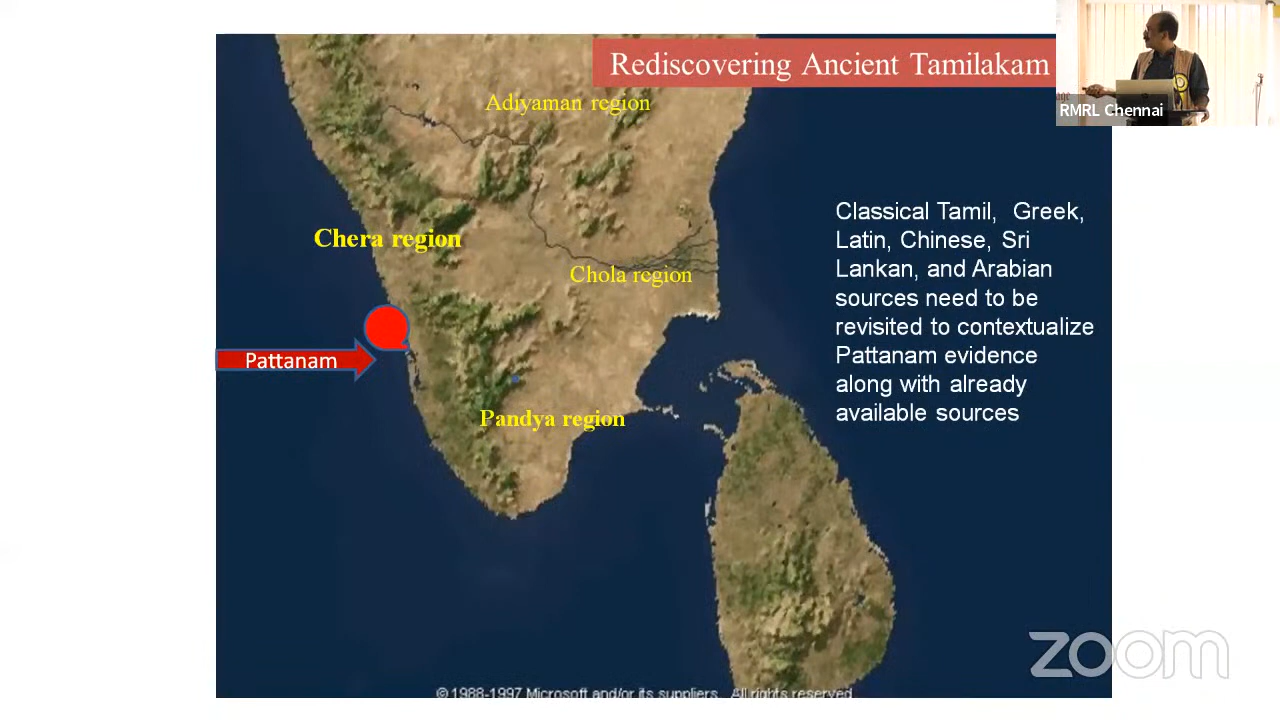 Rediscovering Ancient Tamilakam
RMRL Chennai
Adiyaman region
Chera region
Chola region
Pattanam
Pandya region
Classical Tamil, Greek,
Latin, Chinese, Sri
Lankan, and Arabian
sources need to be
revisited to contextualize
Pattanam evidence
along with already
available sources
zoom
© 1988-1997 Microsoft and/or its suppliers. All rights reserved